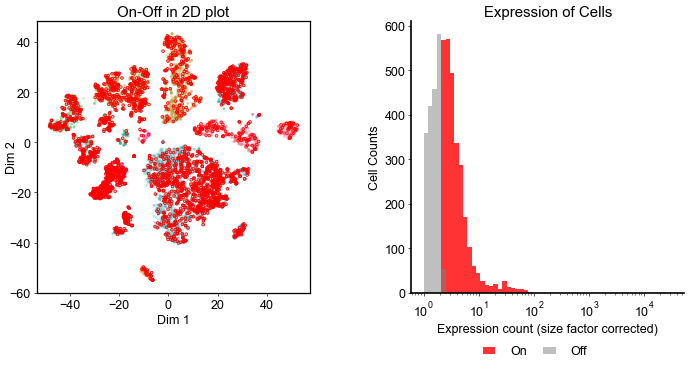 On-Off in 2D plot
40
20
0
−20
−40
−60
Dim 2
−40 −20 0 20 40
Dim 1
Expression of Cells
600
500
400
300
200
100
0
Cell Counts
10^0 10^1 10^2 10^3 10^4
Expression count (size factor corrected)
On Off